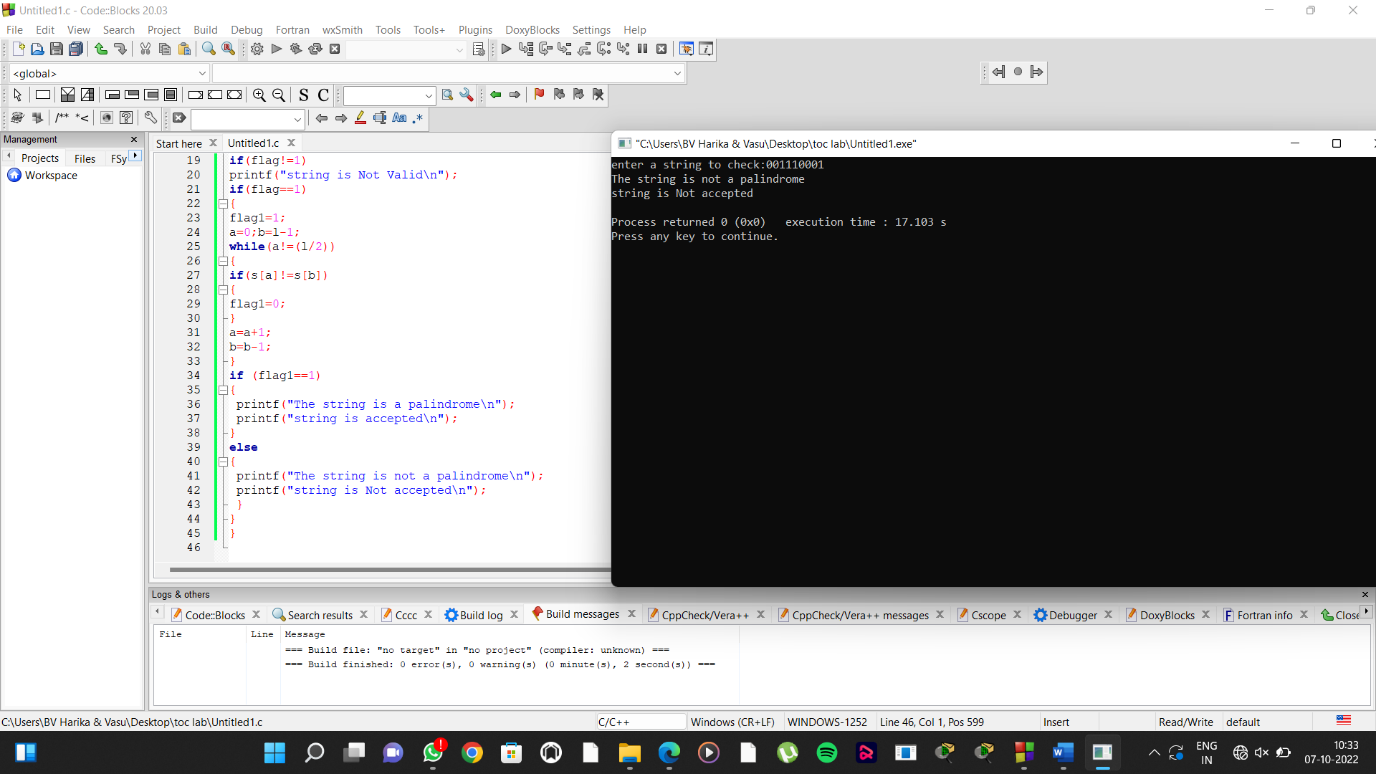 Untitled1.c - Code::Blocks 20.03
File Edit View Search Project Build Debug Fortran wxSmith Tools Tools+ Plugins DoxyBlocks Settings Help
<global>
S C
/** *< Aa .*
Management
Projects Files FSy
Workspace
Start here Untitled1.c
19 if(flag!=1)
20 printf("string is Not Valid\n");
21 if(flag==1)
22 {
23 flag1=1;
24 a=0;b=l-1;
25 while(a!=(l/2))
26 {
27 if(s[a]!=s[b])
28 {
29 flag1=0;
30 }
31 a=a+1;
32 b=b-1;
33 }
34 if (flag1==1)
35 {
36 printf("The string is a palindrome\n");
37 printf("string is accepted\n");
38 }
39 else
40 {
41 printf("The string is not a palindrome\n");
42 printf("string is Not accepted\n");
43 }
44 }
45 }
46
"C:\Users\BV Harika & Vasu\Desktop\toc lab\Untitled1.exe"
enter a string to check:001110001
The string is not a palindrome
string is Not accepted
Process returned 0 (0x0) execution time : 17.103 s
Press any key to continue.
Logs & others
Code::Blocks Search results Cccc Build log Build messages CppCheck/Vera++ CppCheck/Vera++ messages Cscope Debugger DoxyBlocks Fortran info Close
File Line Message
=== Build file: "no target" in "no project" (compiler: unknown) ===
=== Build finished: 0 error(s), 0 warning(s) (0 minute(s), 2 second(s)) ===
C:\Users\BV Harika & Vasu\Desktop\toc lab\Untitled1.c C/C++ Windows (CR+LF) WINDOWS-1252 Line 46, Col 1, Pos 599 Insert Read/Write default
ENG
IN
10:33
07-10-2022